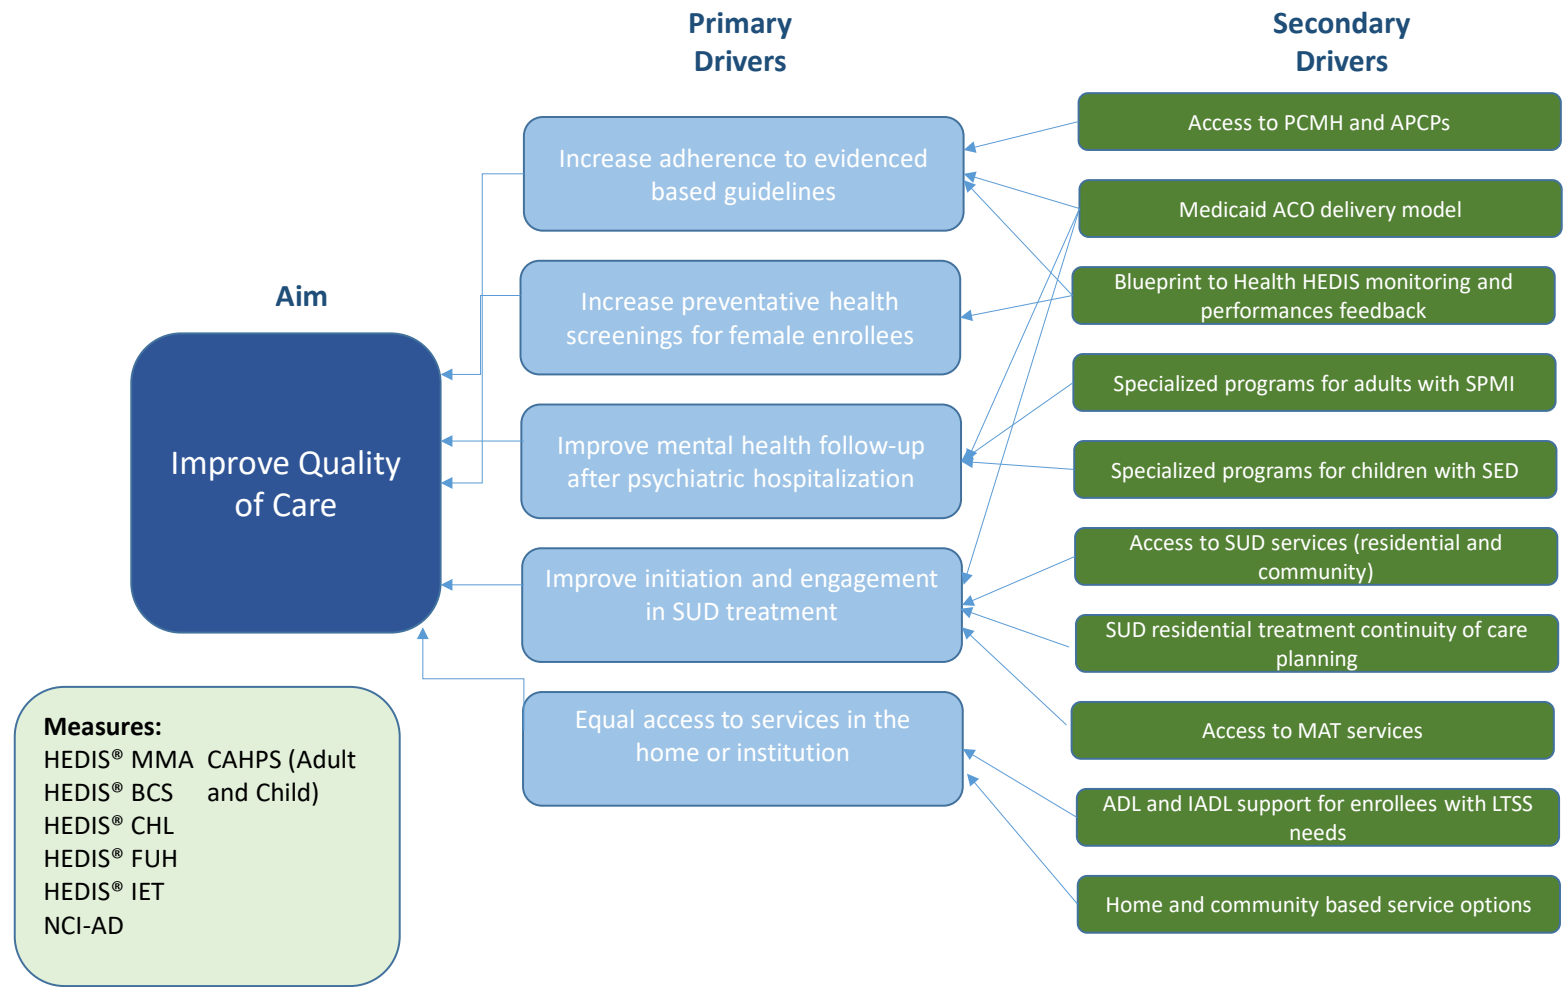 Primary
Drivers
Secondary
Drivers
Aim
Improve Quality
of Care
Increase adherence to evidenced
based guidelines
Increase preventative health
screenings for female enrollees
Improve mental health follow-up
after psychiatric hospitalization
Improve initiation and engagement
in SUD treatment
Equal access to services in the
home or institution
Access to PCMH and APCPs
Medicaid ACO delivery model
Blueprint to Health HEDIS monitoring and
performances feedback
Specialized programs for adults with SPMI
Specialized programs for children with SED
Access to SUD services (residential and
community)
SUD residential treatment continuity of care
planning
Access to MAT services
ADL and IADL support for enrollees with LTSS
needs
Home and community based service options
Measures:
HEDIS® MMA CAHPS (Adult
HEDIS® BCS and Child)
HEDIS® CHL
HEDIS® FUH
HEDIS® IET
NCI-AD